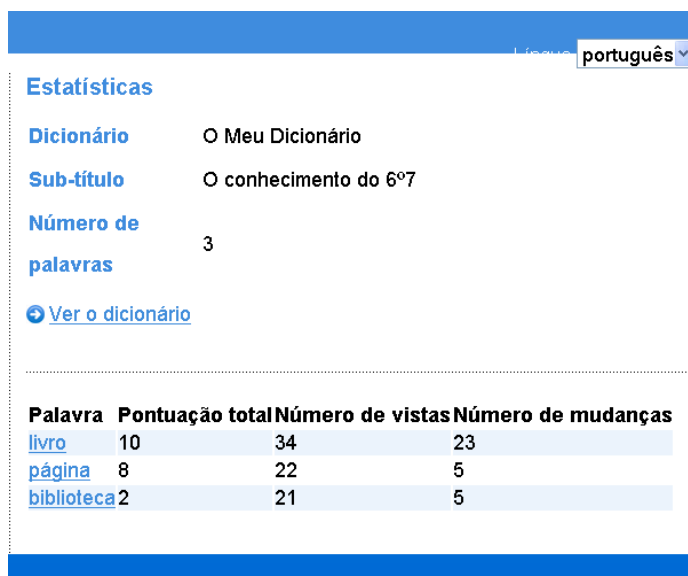 Língua português
Estatísticas
Dicionário O Meu Dicionário
Sub-título O conhecimento do 6º7
Número de
palavras 3
Ver o dicionário
Palavra Pontuação total Número de vistas Número de mudanças
livro 10 34 23
página 8 22 5
biblioteca 2 21 5